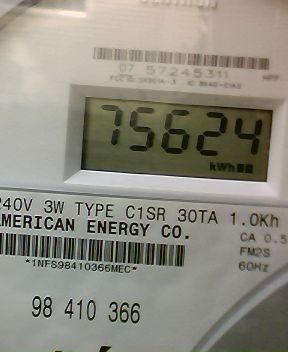 07 57245311
75624
kWh
240V 3W TYPE C1SR 30TA 1.0Kh
AMERICAN ENERGY CO.
CA 0.5
FM2S
*1NFS98410366MEC*
60Hz
98 410 366